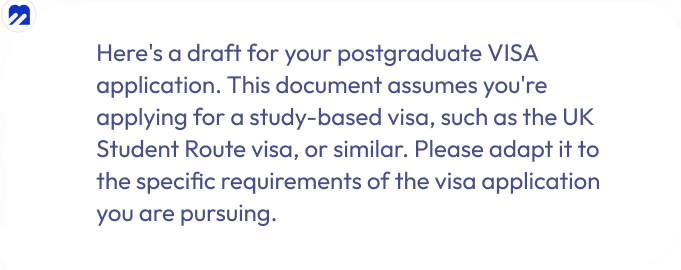 Here's a draft for your postgraduate VISA
application. This document assumes you're
applying for a study-based visa, such as the UK
Student Route visa, or similar. Please adapt it to
the specific requirements of the visa application
you are pursuing.